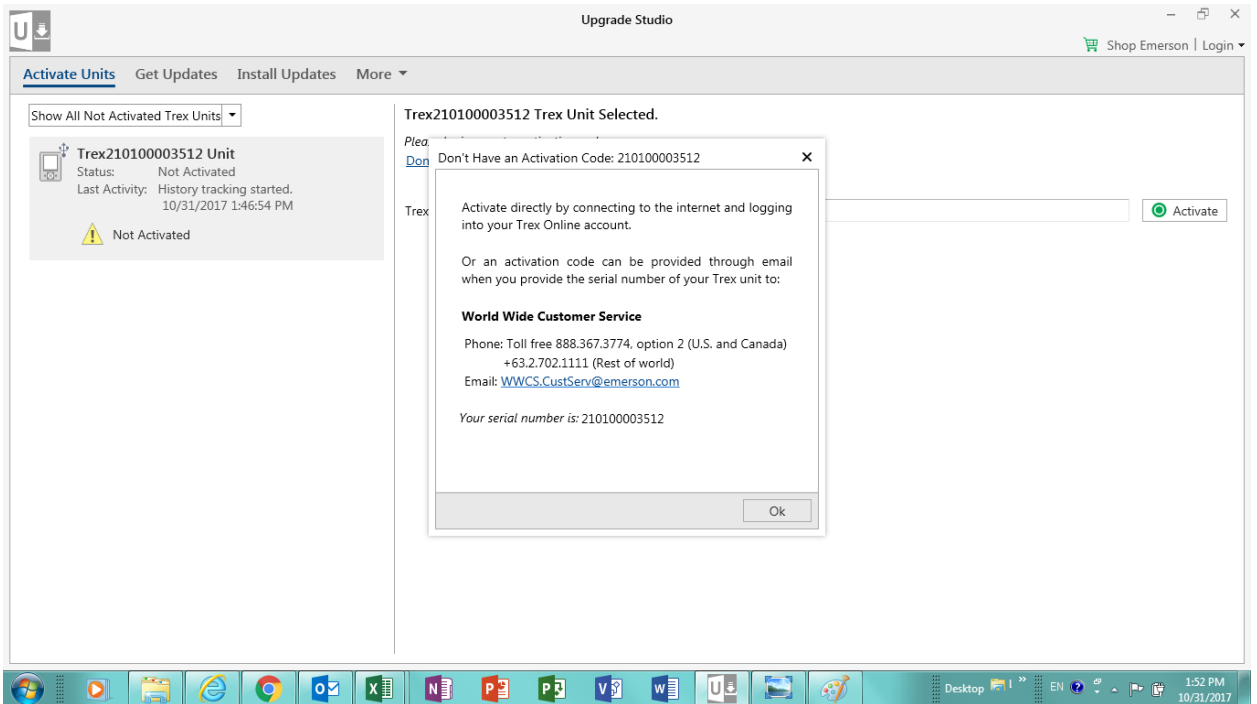 Upgrade Studio
Shop Emerson | Login
Activate Units Get Updates Install Updates More
Show All Not Activated Trex Units
Trex210100003512 Unit
Status: Not Activated
Last Activity: History tracking started.
10/31/2017 1:46:54 PM
Not Activated
Trex210100003512 Trex Unit Selected.
Plea
Don
Trex
Activate
Don't Have an Activation Code: 210100003512
Activate directly by connecting to the internet and logging
into your Trex Online account.
Or an activation code can be provided through email
when you provide the serial number of your Trex unit to:
World Wide Customer Service
Phone: Toll free 888.367.3774, option 2 (U.S. and Canada)
+63.2.702.1111 (Rest of world)
Email: WWCS.CustServ@emerson.com
Your serial number is: 210100003512
Ok
Desktop
EN
1:52 PM
10/31/2017